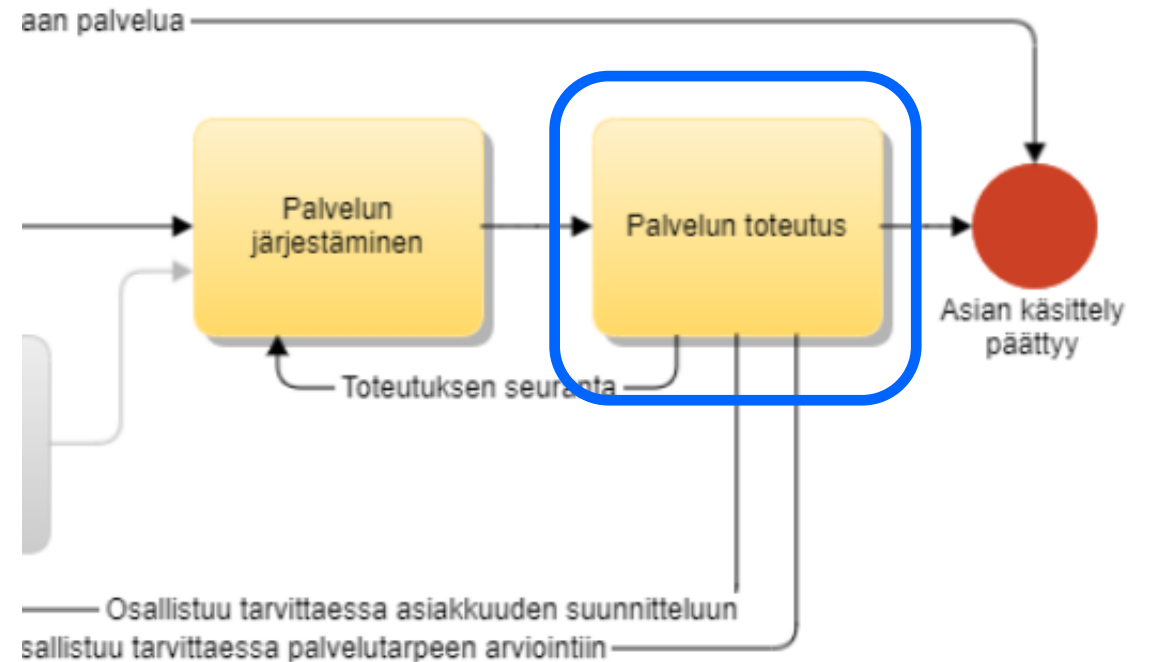 aan palvelua
Palvelun
järjestäminen
Palvelun toteutus
Asian käsittely
päättyy
Toteutuksen seuranta
Osallistuu tarvittaessa asiakkuuden suunnitteluun
sallistuu tarvittaessa palvelutarpeen arviointiin